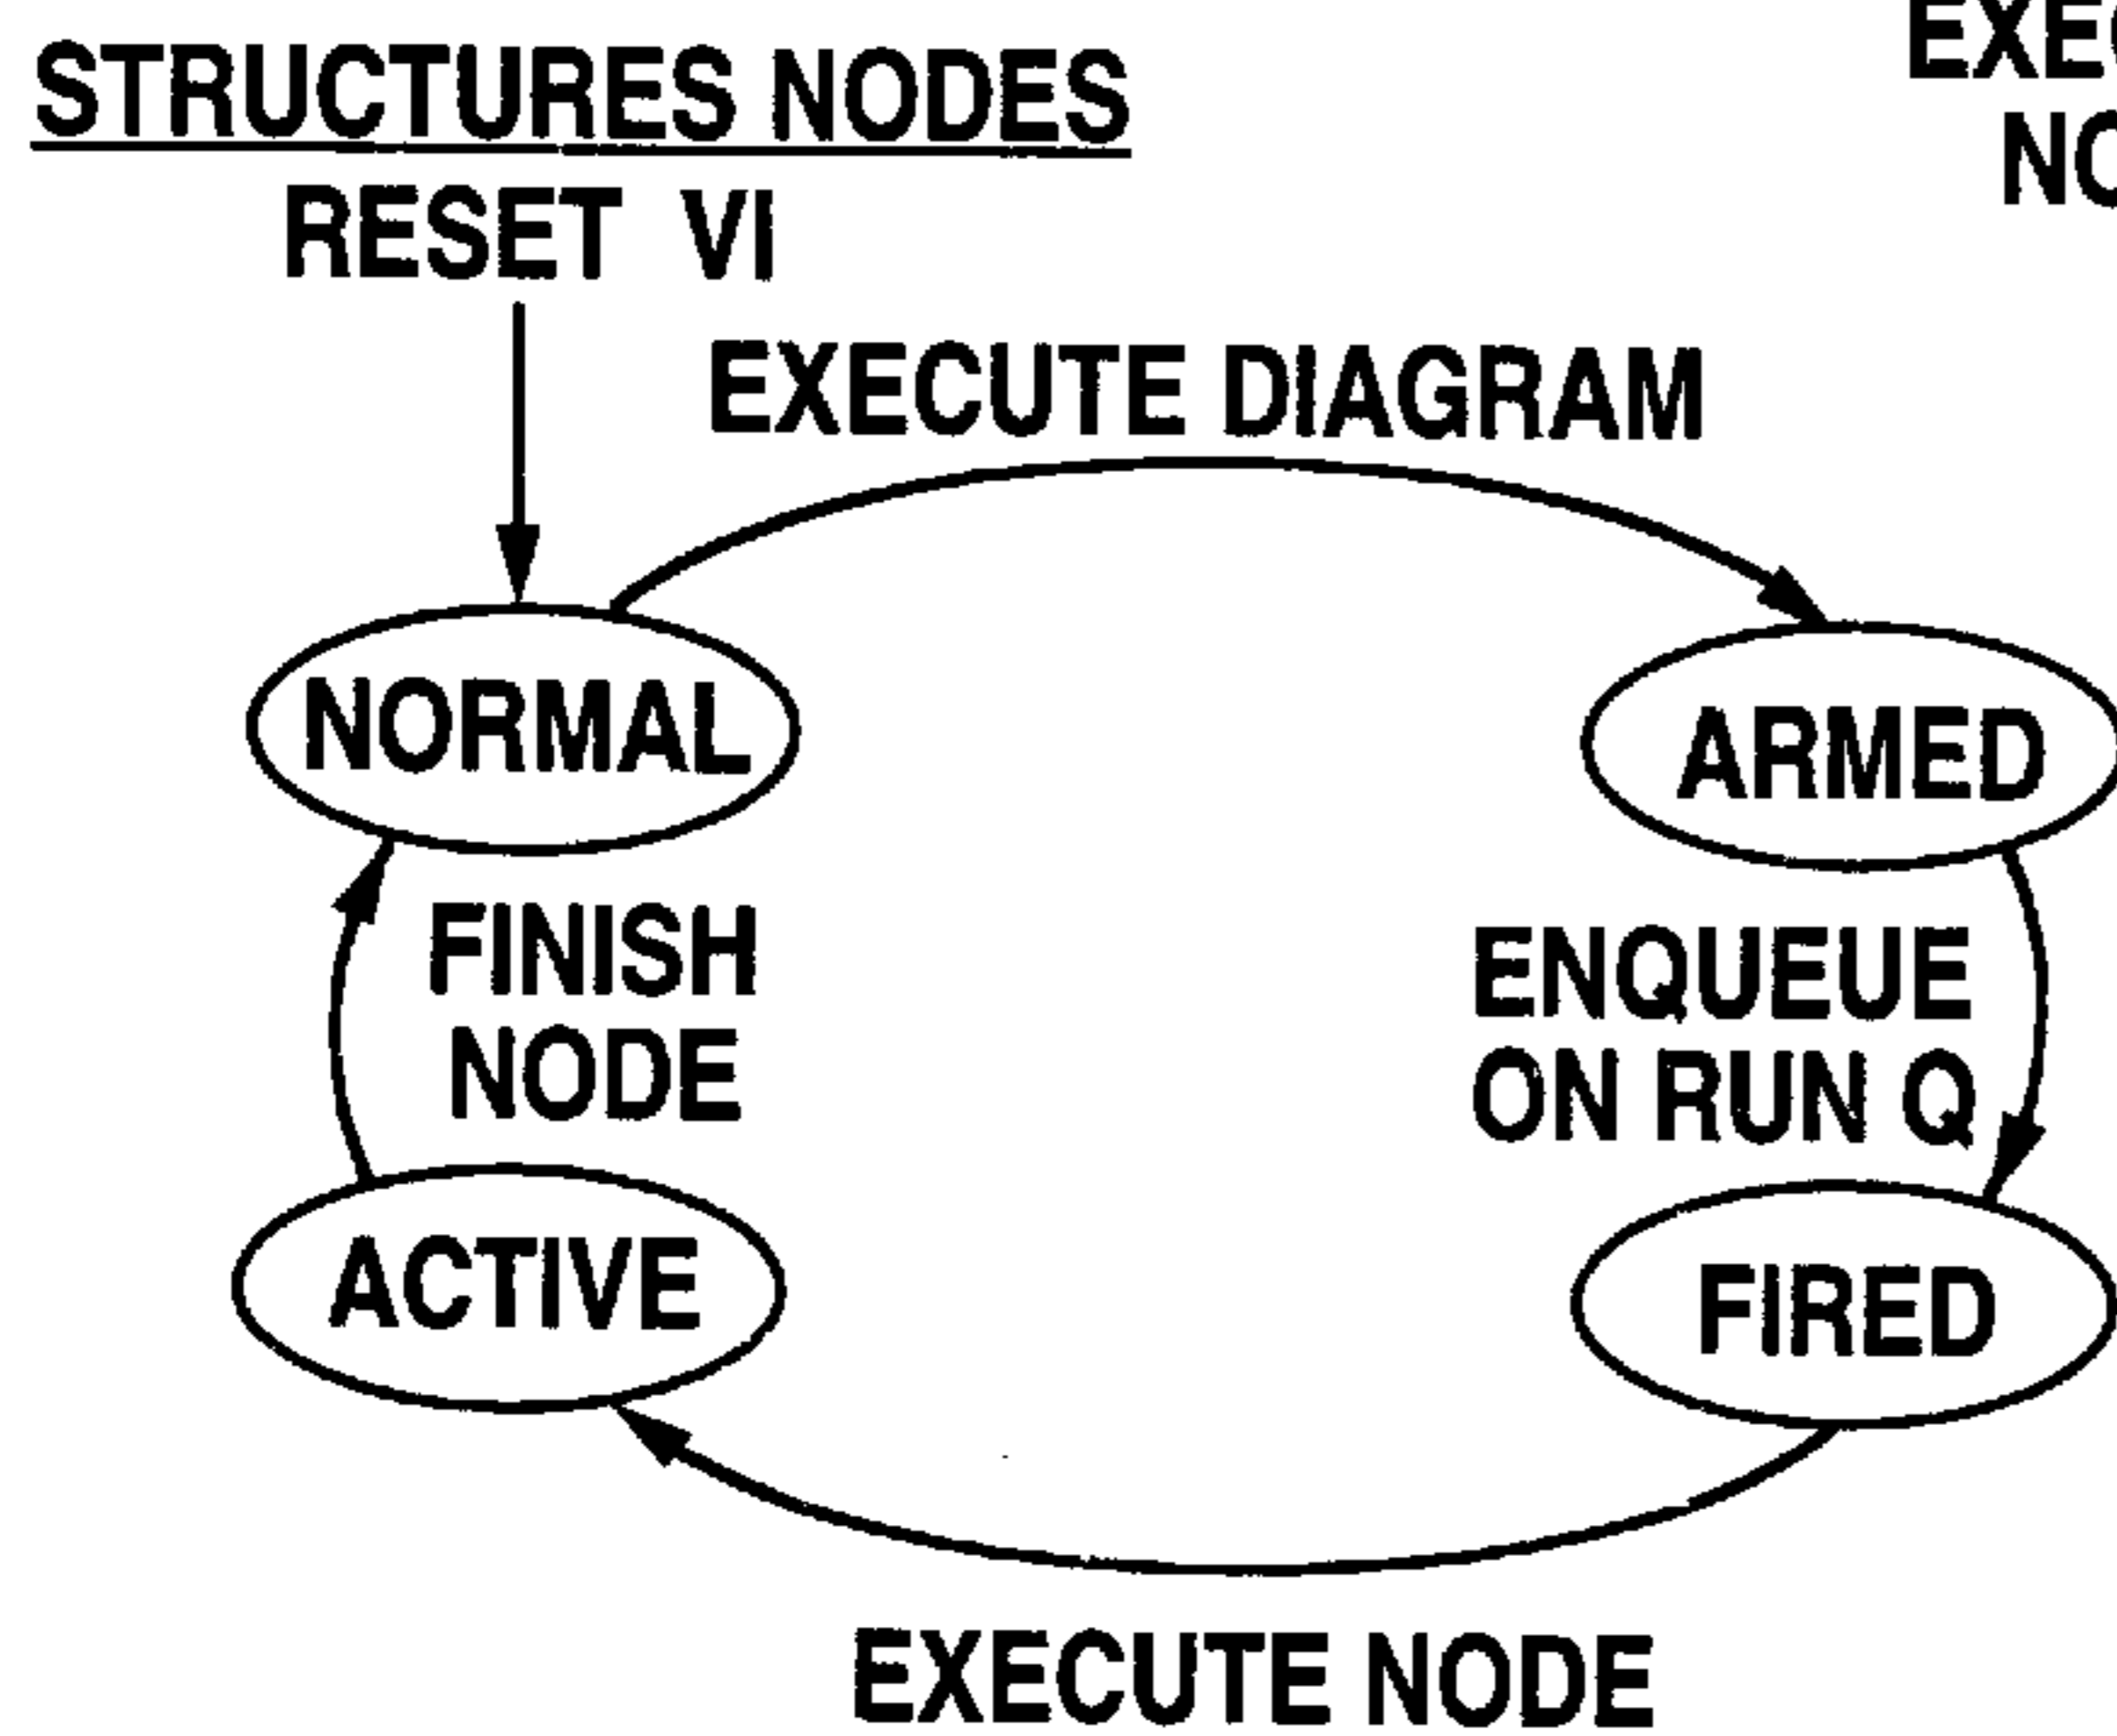 STRUCTURES NODES
RESET VI
EXECUTE DIAGRAM
NORMAL
ARMED
FINISH
NODE
ENQUEUE
ON RUN Q
ACTIVE
FIRED
EXECUTE NODE